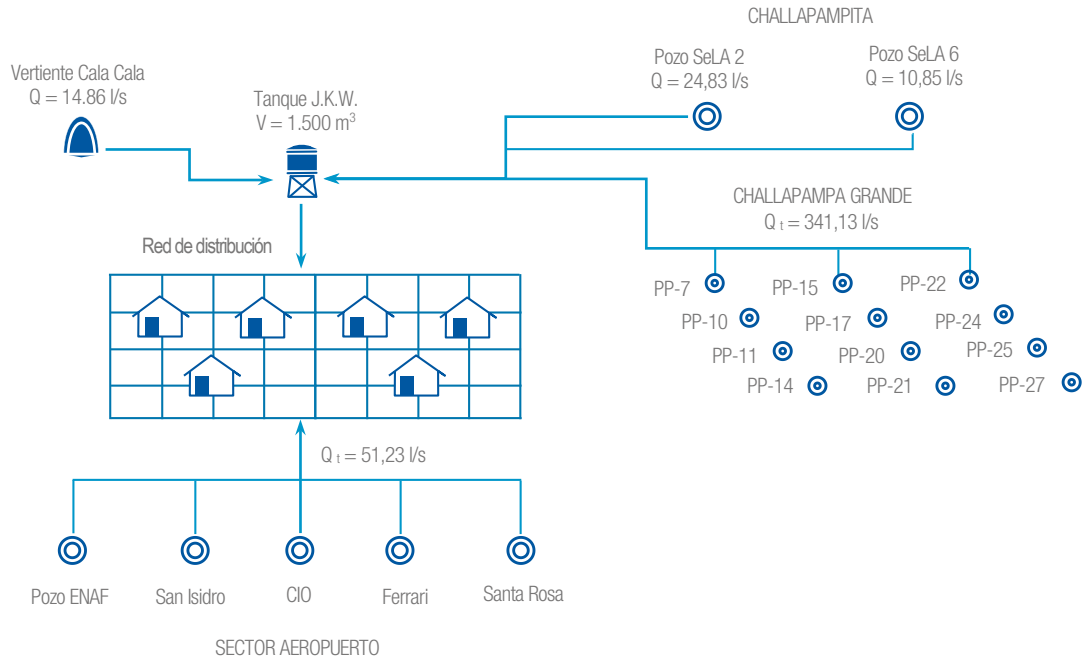 CHALLAPAMPITA
Vertiente Cala Cala
Q = 14.86 l/s
Tanque J.K.W.
V = 1.500 m³
Pozo SeLA 2
Q = 24,83 l/s
Pozo SeLA 6
Q = 10,85 l/s
CHALLAPAMPA GRANDE
Q t = 341,13 l/s
Red de distribución
PP-7
PP-15
PP-22
PP-10
PP-17
PP-24
PP-11
PP-20
PP-25
PP-14
PP-21
PP-27
Q t = 51,23 l/s
Pozo ENAF
San Isidro
CIO
Ferrari
Santa Rosa
SECTOR AEROPUERTO